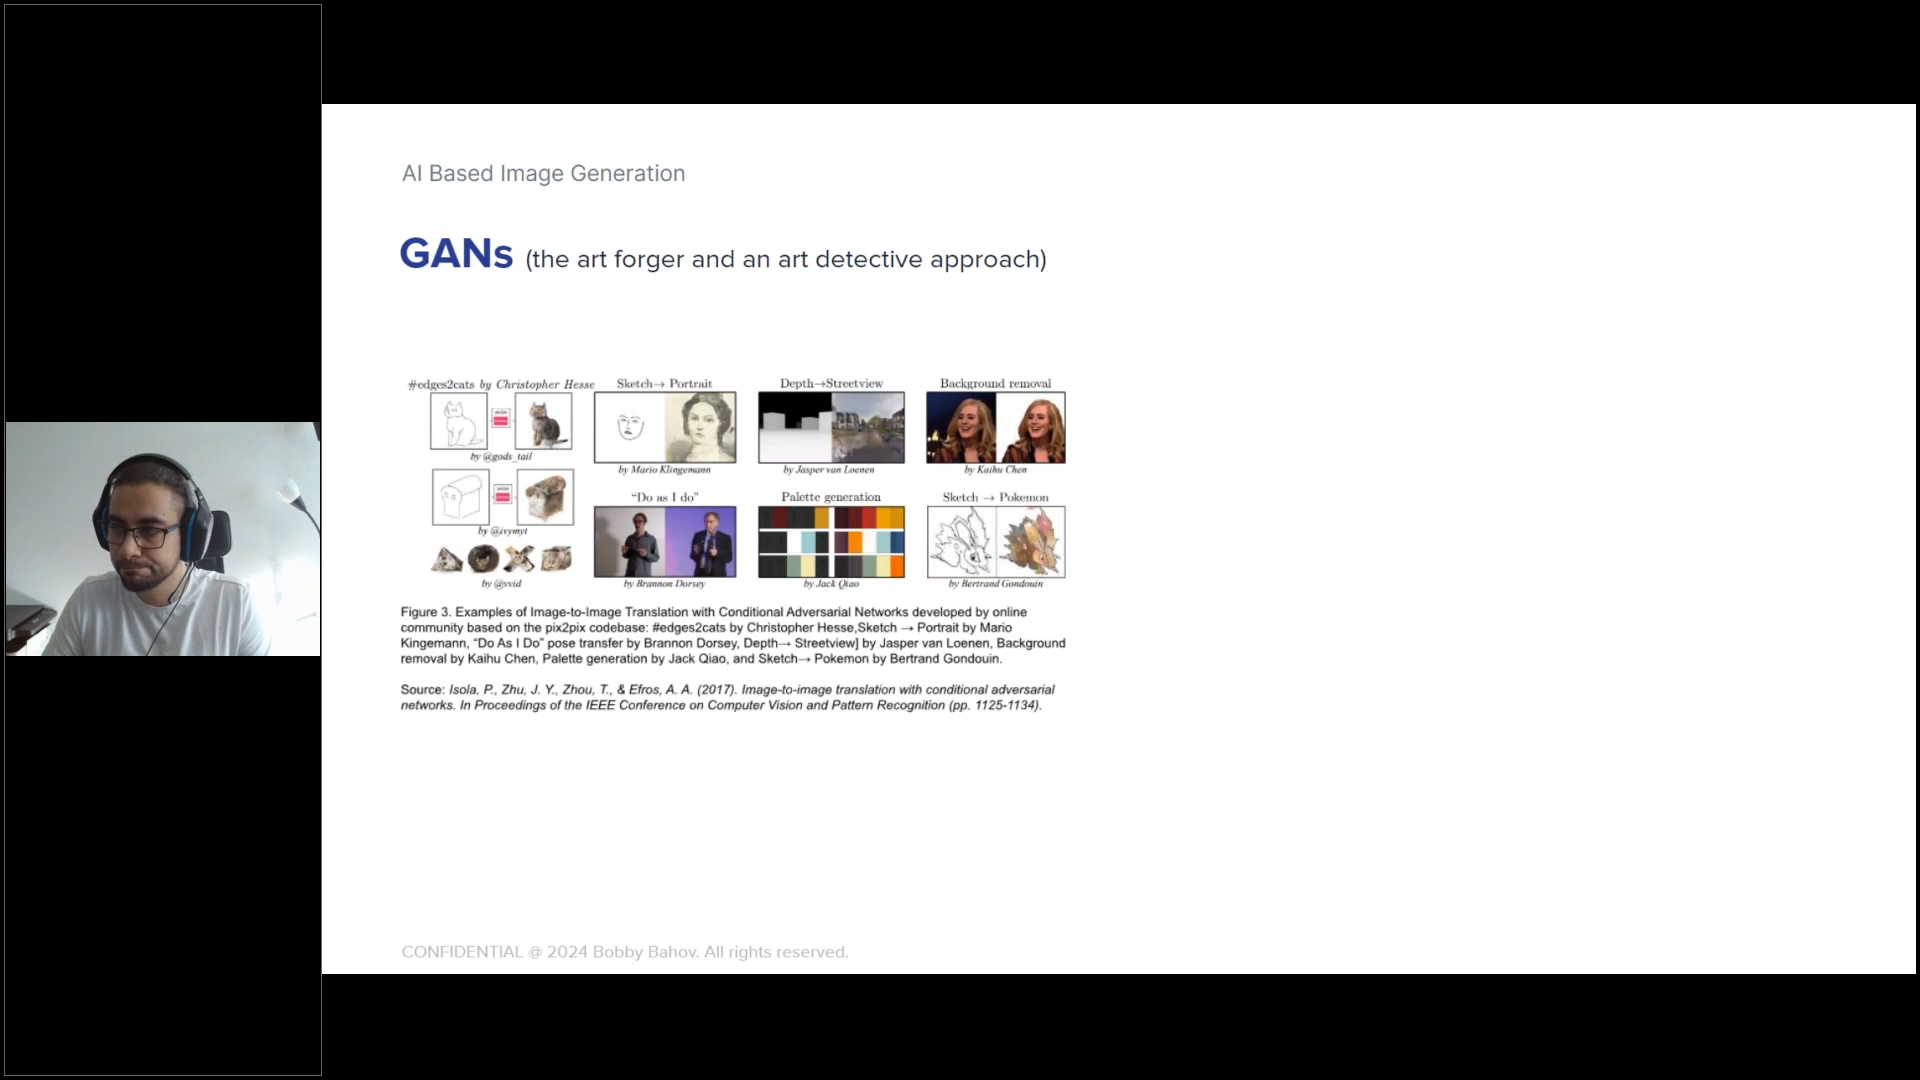 AI Based Image Generation
GANs (the art forger and an art detective approach)
#edges2cats by Christopher Hesse
by @gods_tail
by @ivymyt
by @vvid
Sketch→ Portrait
by Mario Klingemann
Depth→Streetview
by Jasper van Loenen
Background removal
by Kaihu Chen
"Do as I do"
by Brannon Dorsey
Palette generation
by Jack Qiao
Sketch → Pokemon
by Bertrand Gondouin
Figure 3. Examples of Image-to-Image Translation with Conditional Adversarial Networks developed by online
community based on the pix2pix codebase: #edges2cats by Christopher Hesse,Sketch → Portrait by Mario
Kingemann, "Do As I Do" pose transfer by Brannon Dorsey, Depth→ Streetview] by Jasper van Loenen, Background
removal by Kaihu Chen, Palette generation by Jack Qiao, and Sketch→ Pokemon by Bertrand Gondouin.
Source: Isola, P., Zhu, J. Y., Zhou, T., & Efros, A. A. (2017). Image-to-image translation with conditional adversarial
networks. In Proceedings of the IEEE Conference on Computer Vision and Pattern Recognition (pp. 1125-1134).
CONFIDENTIAL @ 2024 Bobby Bahov. All rights reserved.